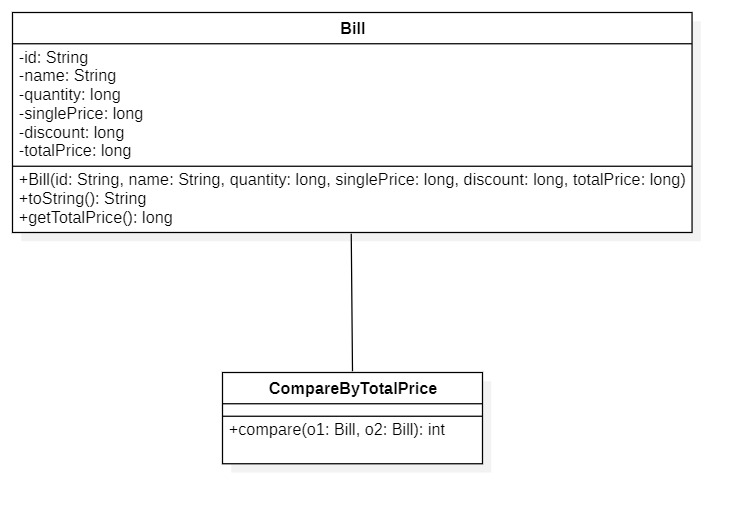 Bill
-id: String
-name: String
-quantity: long
-singlePrice: long
-discount: long
-totalPrice: long
+Bill(id: String, name: String, quantity: long, singlePrice: long, discount: long, totalPrice: long)
+toString(): String
+getTotalPrice(): long
CompareByTotalPrice
+compare(o1: Bill, o2: Bill): int